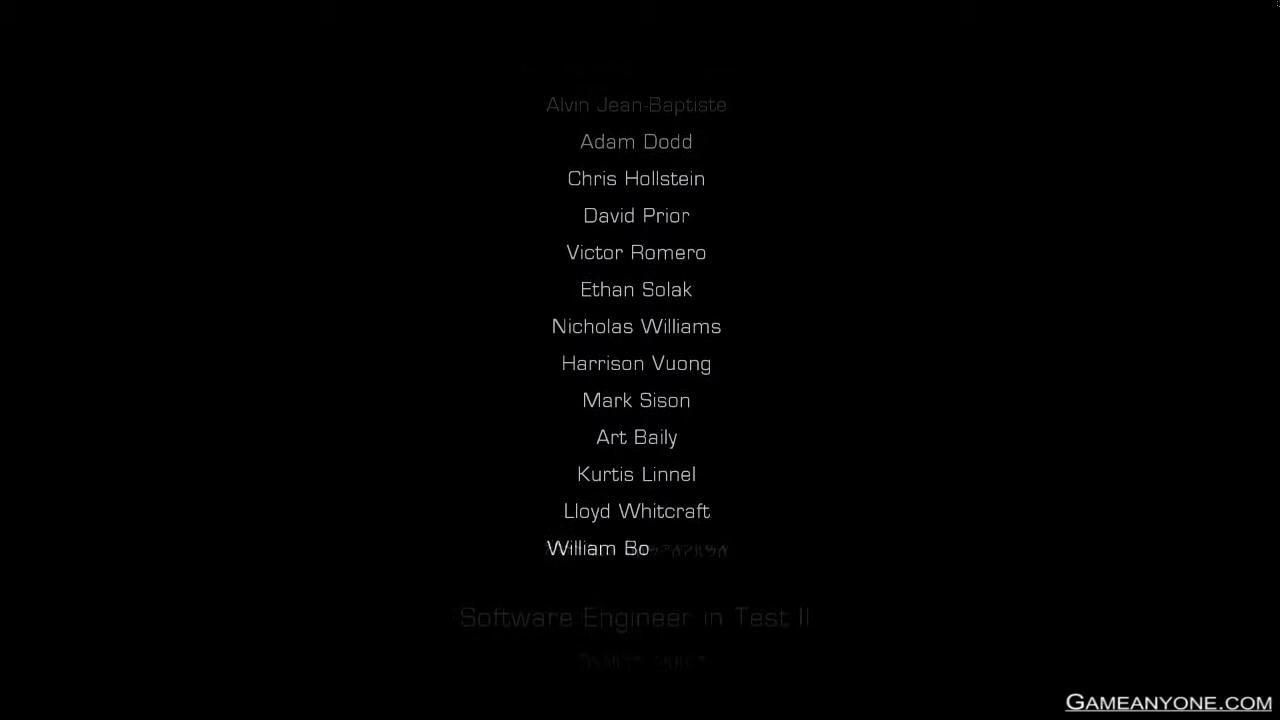 Alvin Jean-Baptiste
Adam Dodd
Chris Hollstein
David Prior
Victor Romero
Ethan Solak
Nicholas Williams
Harrison Vuong
Mark Sison
Art Baily
Kurtis Linnel
Lloyd Whitcraft
William Bo
Software Engineer in Test II
GAMEANYONE.COM